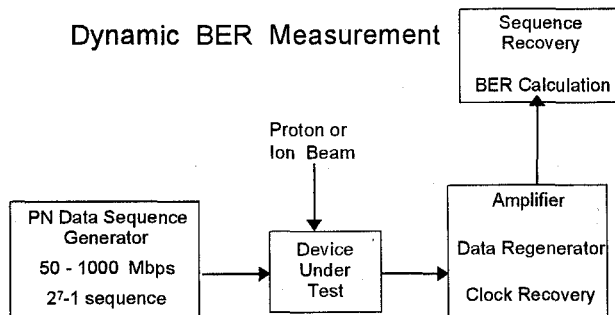 Dynamic BER Measurement
Sequence
Recovery
BER Calculation
Proton or
Ion Beam
PN Data Sequence
Generator
50 - 1000 Mbps
2⁷-1 sequence
Device
Under
Test
Amplifier
Data Regenerator
Clock Recovery